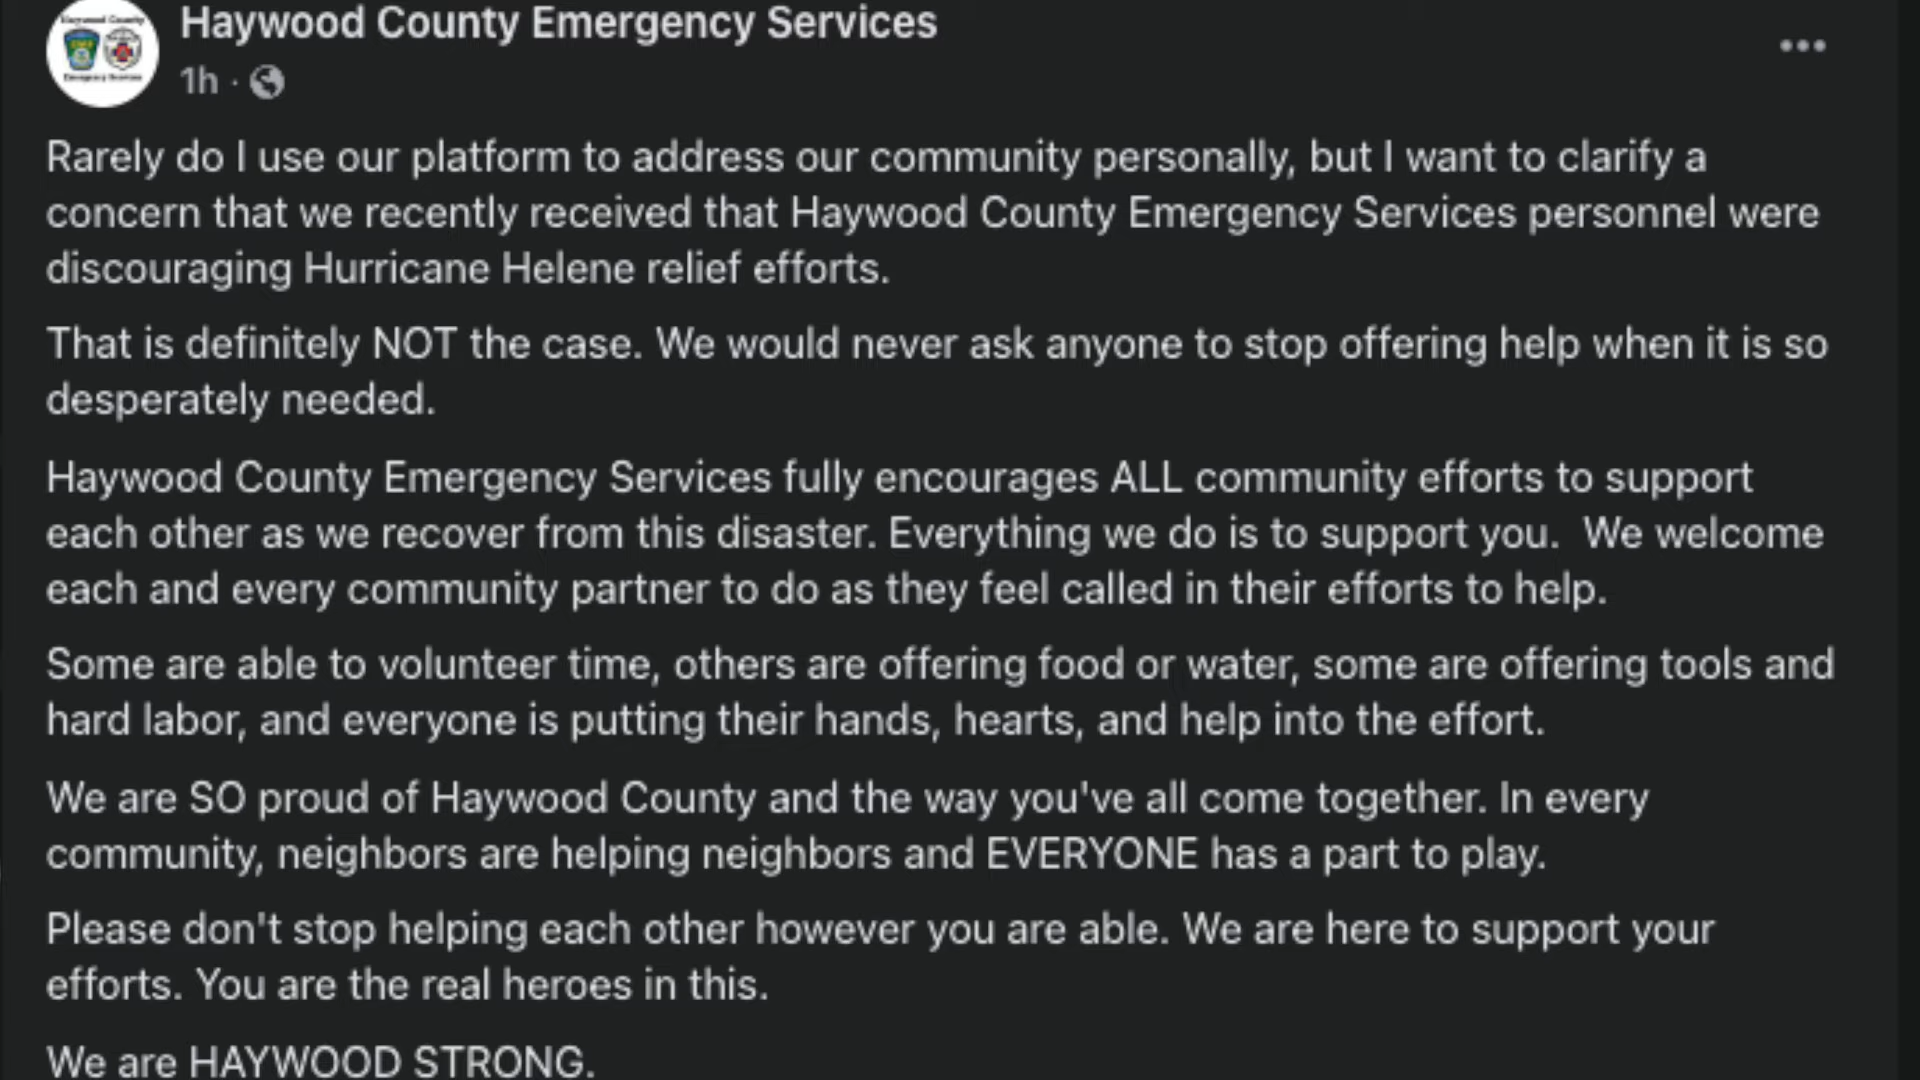 Haywood County
Emergency Services
Haywood County Emergency Services
1h ·
Rarely do I use our platform to address our community personally, but I want to clarify a
concern that we recently received that Haywood County Emergency Services personnel were
discouraging Hurricane Helene relief efforts.
That is definitely NOT the case. We would never ask anyone to stop offering help when it is so
desperately needed.
Haywood County Emergency Services fully encourages ALL community efforts to support
each other as we recover from this disaster. Everything we do is to support you.  We welcome
each and every community partner to do as they feel called in their efforts to help.
Some are able to volunteer time, others are offering food or water, some are offering tools and
hard labor, and everyone is putting their hands, hearts, and help into the effort.
We are SO proud of Haywood County and the way you've all come together. In every
community, neighbors are helping neighbors and EVERYONE has a part to play.
Please don't stop helping each other however you are able. We are here to support your
efforts. You are the real heroes in this.
We are HAYWOOD STRONG.